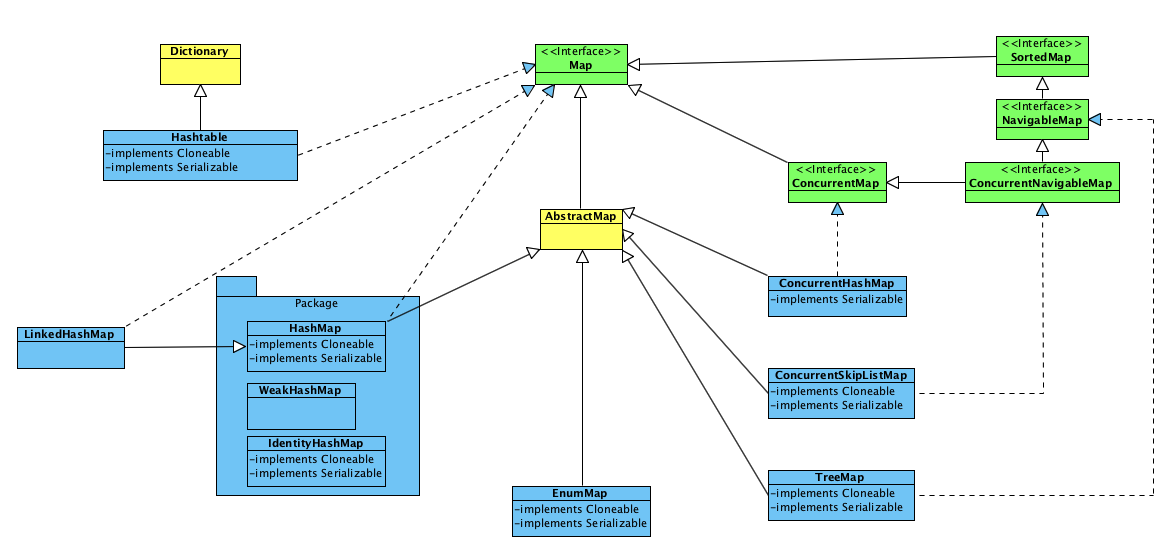 Dictionary
Hashtable
-implements Cloneable
-implements Serializable
<<Interface>>
Map
<<Interface>>
SortedMap
<<Interface>>
NavigableMap
<<Interface>>
ConcurrentMap
<<Interface>>
ConcurrentNavigableMap
AbstractMap
ConcurrentHashMap
-implements Serializable
Package
LinkedHashMap
HashMap
-implements Cloneable
-implements Serializable
WeakHashMap
IdentityHashMap
-implements Cloneable
-implements Serializable
ConcurrentSkipListMap
-implements Cloneable
-implements Serializable
EnumMap
-implements Cloneable
-implements Serializable
TreeMap
-implements Cloneable
-implements Serializable